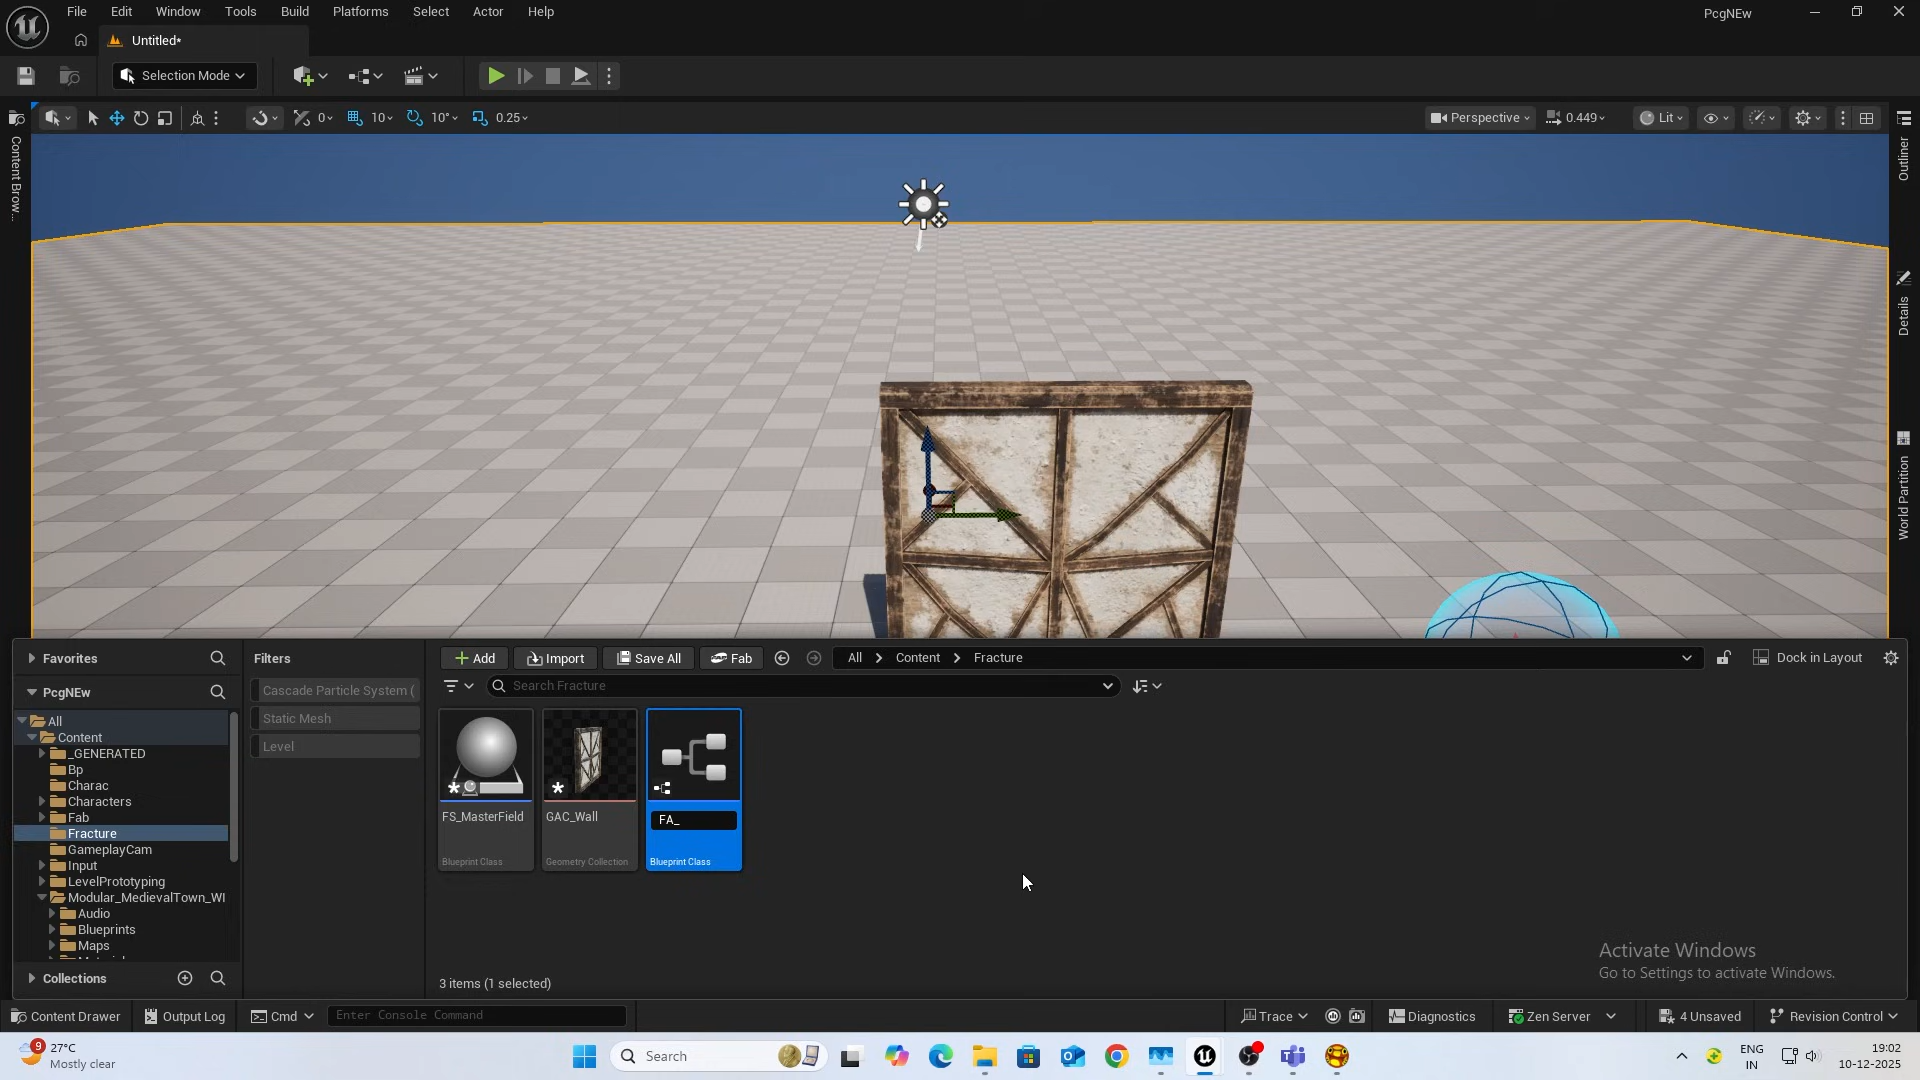 File Edit Window Tools Build Platforms Select Actor Help
PcgNEw
Untitled*
Selection Mode
0 10 10° 0.25
Perspective 0.449 Lit
Content Brow...
Outliner
Details
World Partition
Favorites
PcgNEw
All
Content
_GENERATED
Bp
Charac
Characters
Fab
Fracture
GameplayCam
Input
LevelPrototyping
Modular_MedievalTown_WI
Audio
Blueprints
Maps
Collections
Filters
Cascade Particle System (
Static Mesh
Level
Add Import Save All Fab All Content Fracture Dock in Layout
Search Fracture
FS_MasterField
Blueprint Class
GAC_Wall
Geometry Collection
FA_
Blueprint Class
3 items (1 selected)
Activate Windows
Go to Settings to activate Windows.
Content Drawer Output Log Cmd Enter Console Command Trace Diagnostics Zen Server 4 Unsaved Revision Control
9
27°C
Mostly clear
Search
ENG
IN
19:02
10-12-2025